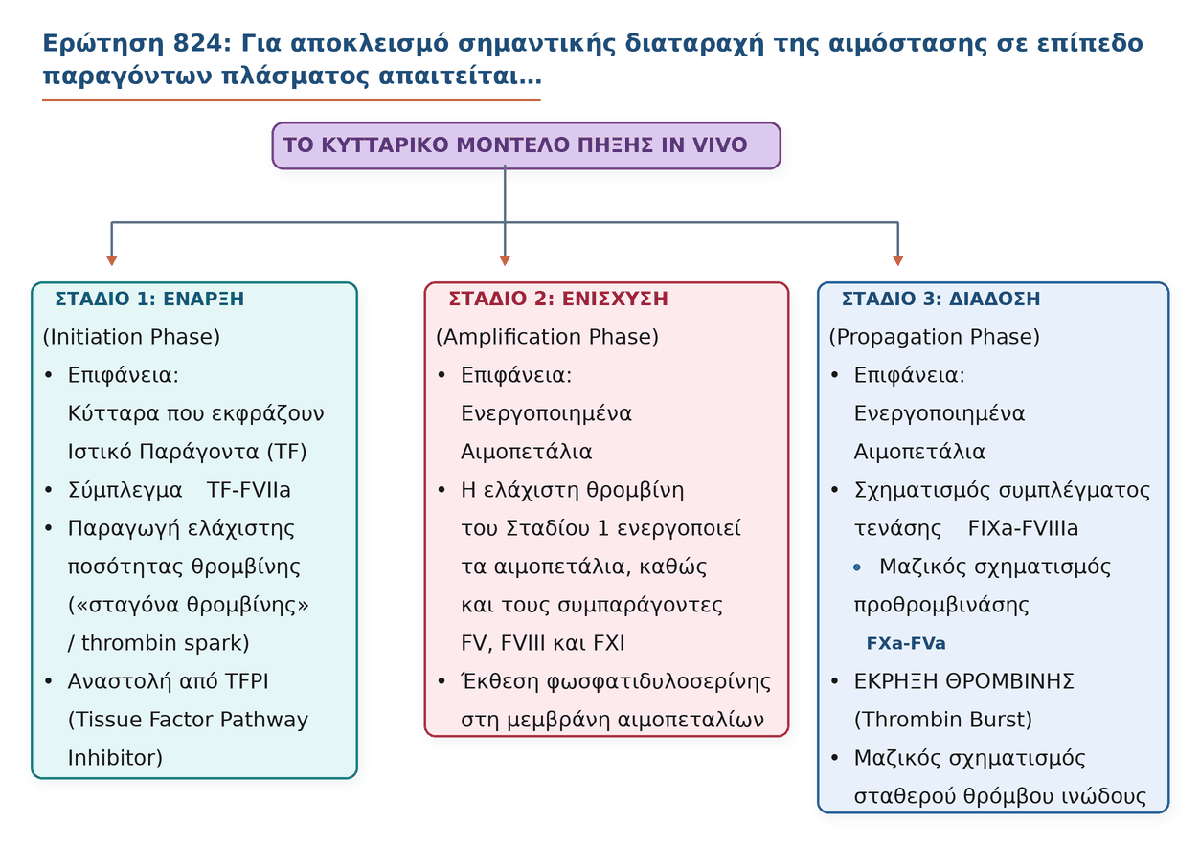 Ερώτηση 824: Για αποκλεισμό σημαντικής διαταραχή της αιμόστασης σε επίπεδο
παραγόντων πλάσματος απαιτείται...
ΤΟ ΚΥΤΤΑΡΙΚΟ ΜΟΝΤΕΛΟ ΠΗΞΗΣ IN VIVO
ΣΤΑΔΙΟ 1: ΕΝΑΡΞΗ
(Initiation Phase)
• Επιφάνεια:
Κύτταρα που εκφράζουν
Ιστικό Παράγοντα (TF)
• Σύμπλεγμα TF-FVIIa
• Παραγωγή ελάχιστης
ποσότητας θρομβίνης
(«σταγόνα θρομβίνης»
/ thrombin spark)
• Αναστολή από TFPI
(Tissue Factor Pathway
Inhibitor)
ΣΤΑΔΙΟ 2: ΕΝΙΣΧΥΣΗ
(Amplification Phase)
• Επιφάνεια:
Ενεργοποιημένα
Αιμοπετάλια
• Η ελάχιστη θρομβίνη
του Σταδίου 1 ενεργοποιεί
τα αιμοπετάλια, καθώς
και τους συμπαράγοντες
FV, FVIII και FXI
• Έκθεση φωσφατιδυλοσερίνης
στη μεμβράνη αιμοπεταλίων
ΣΤΑΔΙΟ 3: ΔΙΑΔΟΣΗ
(Propagation Phase)
• Επιφάνεια:
Ενεργοποιημένα
Αιμοπετάλια
• Σχηματισμός συμπλέγματος
τενάσης FIXa-FVIIIa
• Μαζικός σχηματισμός
προθρομβινάσης
FXa-FVa
• ΕΚΡΗΞΗ ΘΡΟΜΒΙΝΗΣ
(Thrombin Burst)
• Μαζικός σχηματισμός
σταθερού θρόμβου ινώδους